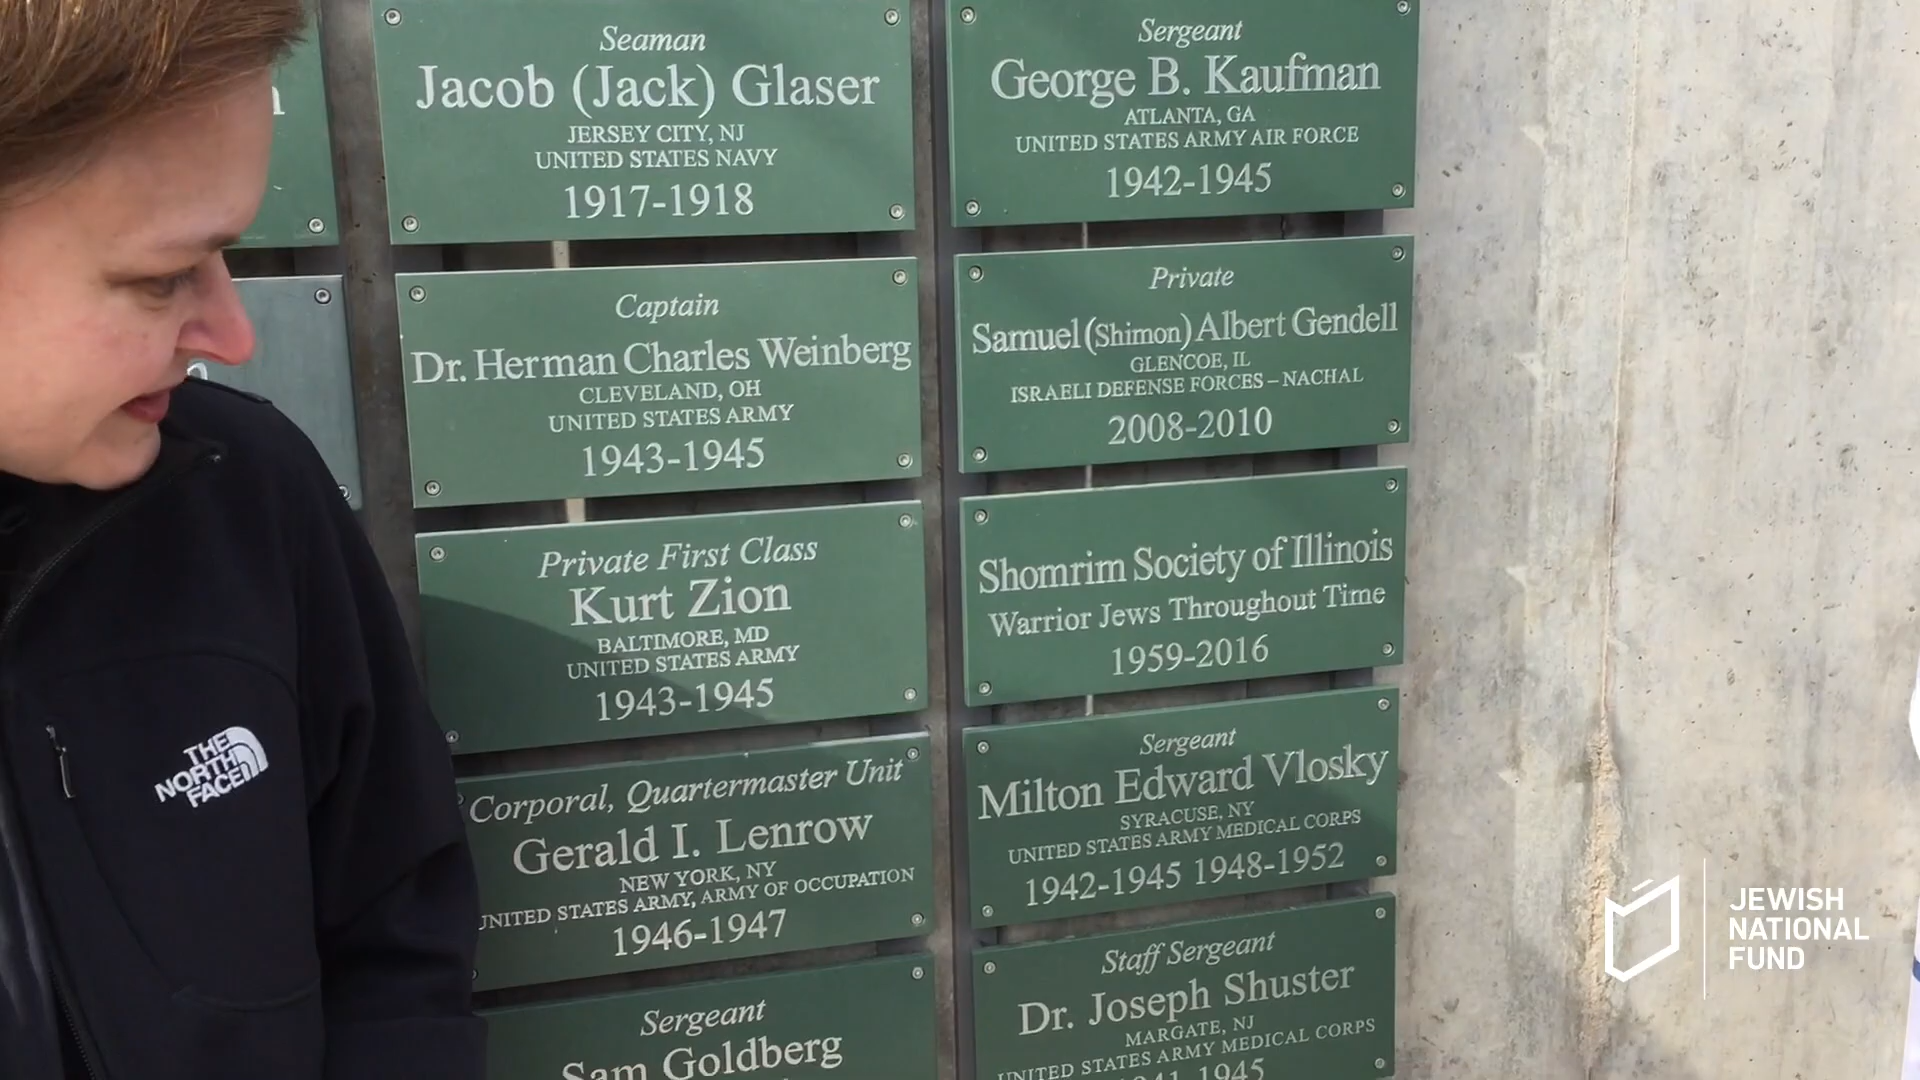 Seaman
Jacob (Jack) Glaser
JERSEY CITY, NJ
UNITED STATES NAVY
1917-1918
Captain
Dr. Herman Charles Weinberg
CLEVELAND, OH
UNITED STATES ARMY
1943-1945
Private First Class
Kurt Zion
BALTIMORE, MD
UNITED STATES ARMY
1943-1945
Corporal, Quartermaster Unit
Gerald I. Lenrow
NEW YORK, NY
UNITED STATES ARMY, ARMY OF OCCUPATION
1946-1947
Sergeant
Sam Goldberg
Sergeant
George B. Kaufman
ATLANTA, GA
UNITED STATES ARMY AIR FORCE
1942-1945
Private
Samuel (Shimon) Albert Gendell
GLENCOE, IL
ISRAELI DEFENSE FORCES – NACHAL
2008-2010
Shomrim Society of Illinois
Warrior Jews Throughout Time
1959-2016
Sergeant
Milton Edward Vlosky
SYRACUSE, NY
UNITED STATES ARMY MEDICAL CORPS
1942-1945 1948-1952
Staff Sergeant
Dr. Joseph Shuster
MARGATE, NJ
UNITED STATES ARMY MEDICAL CORPS
1941-1945
THE
NORTH
FACE
JEWISH
NATIONAL
FUND